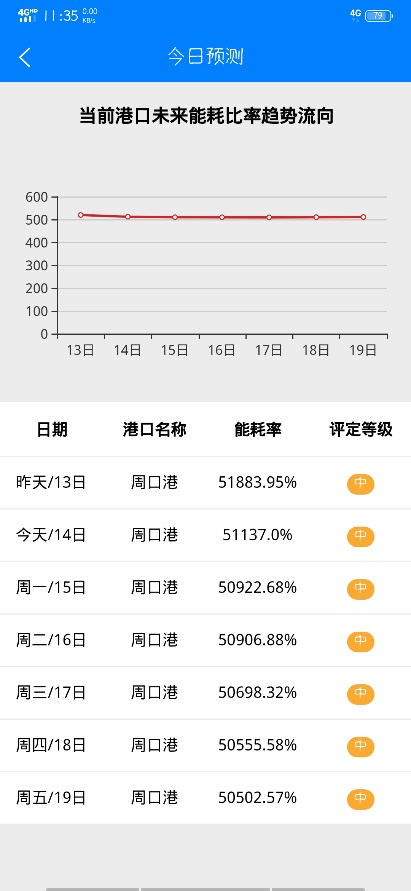 4GHD 11:35 0.00 KB/s 4G 79
今日预测
当前港口未来能耗比率趋势流向
600
500
400
300
200
100
0
13日 14日 15日 16日 17日 18日 19日
日期 港口名称 能耗率 评定等级
昨天/13日 周口港 51883.95% 中
今天/14日 周口港 51137.0% 中
周一/15日 周口港 50922.68% 中
周二/16日 周口港 50906.88% 中
周三/17日 周口港 50698.32% 中
周四/18日 周口港 50555.58% 中
周五/19日 周口港 50502.57% 中